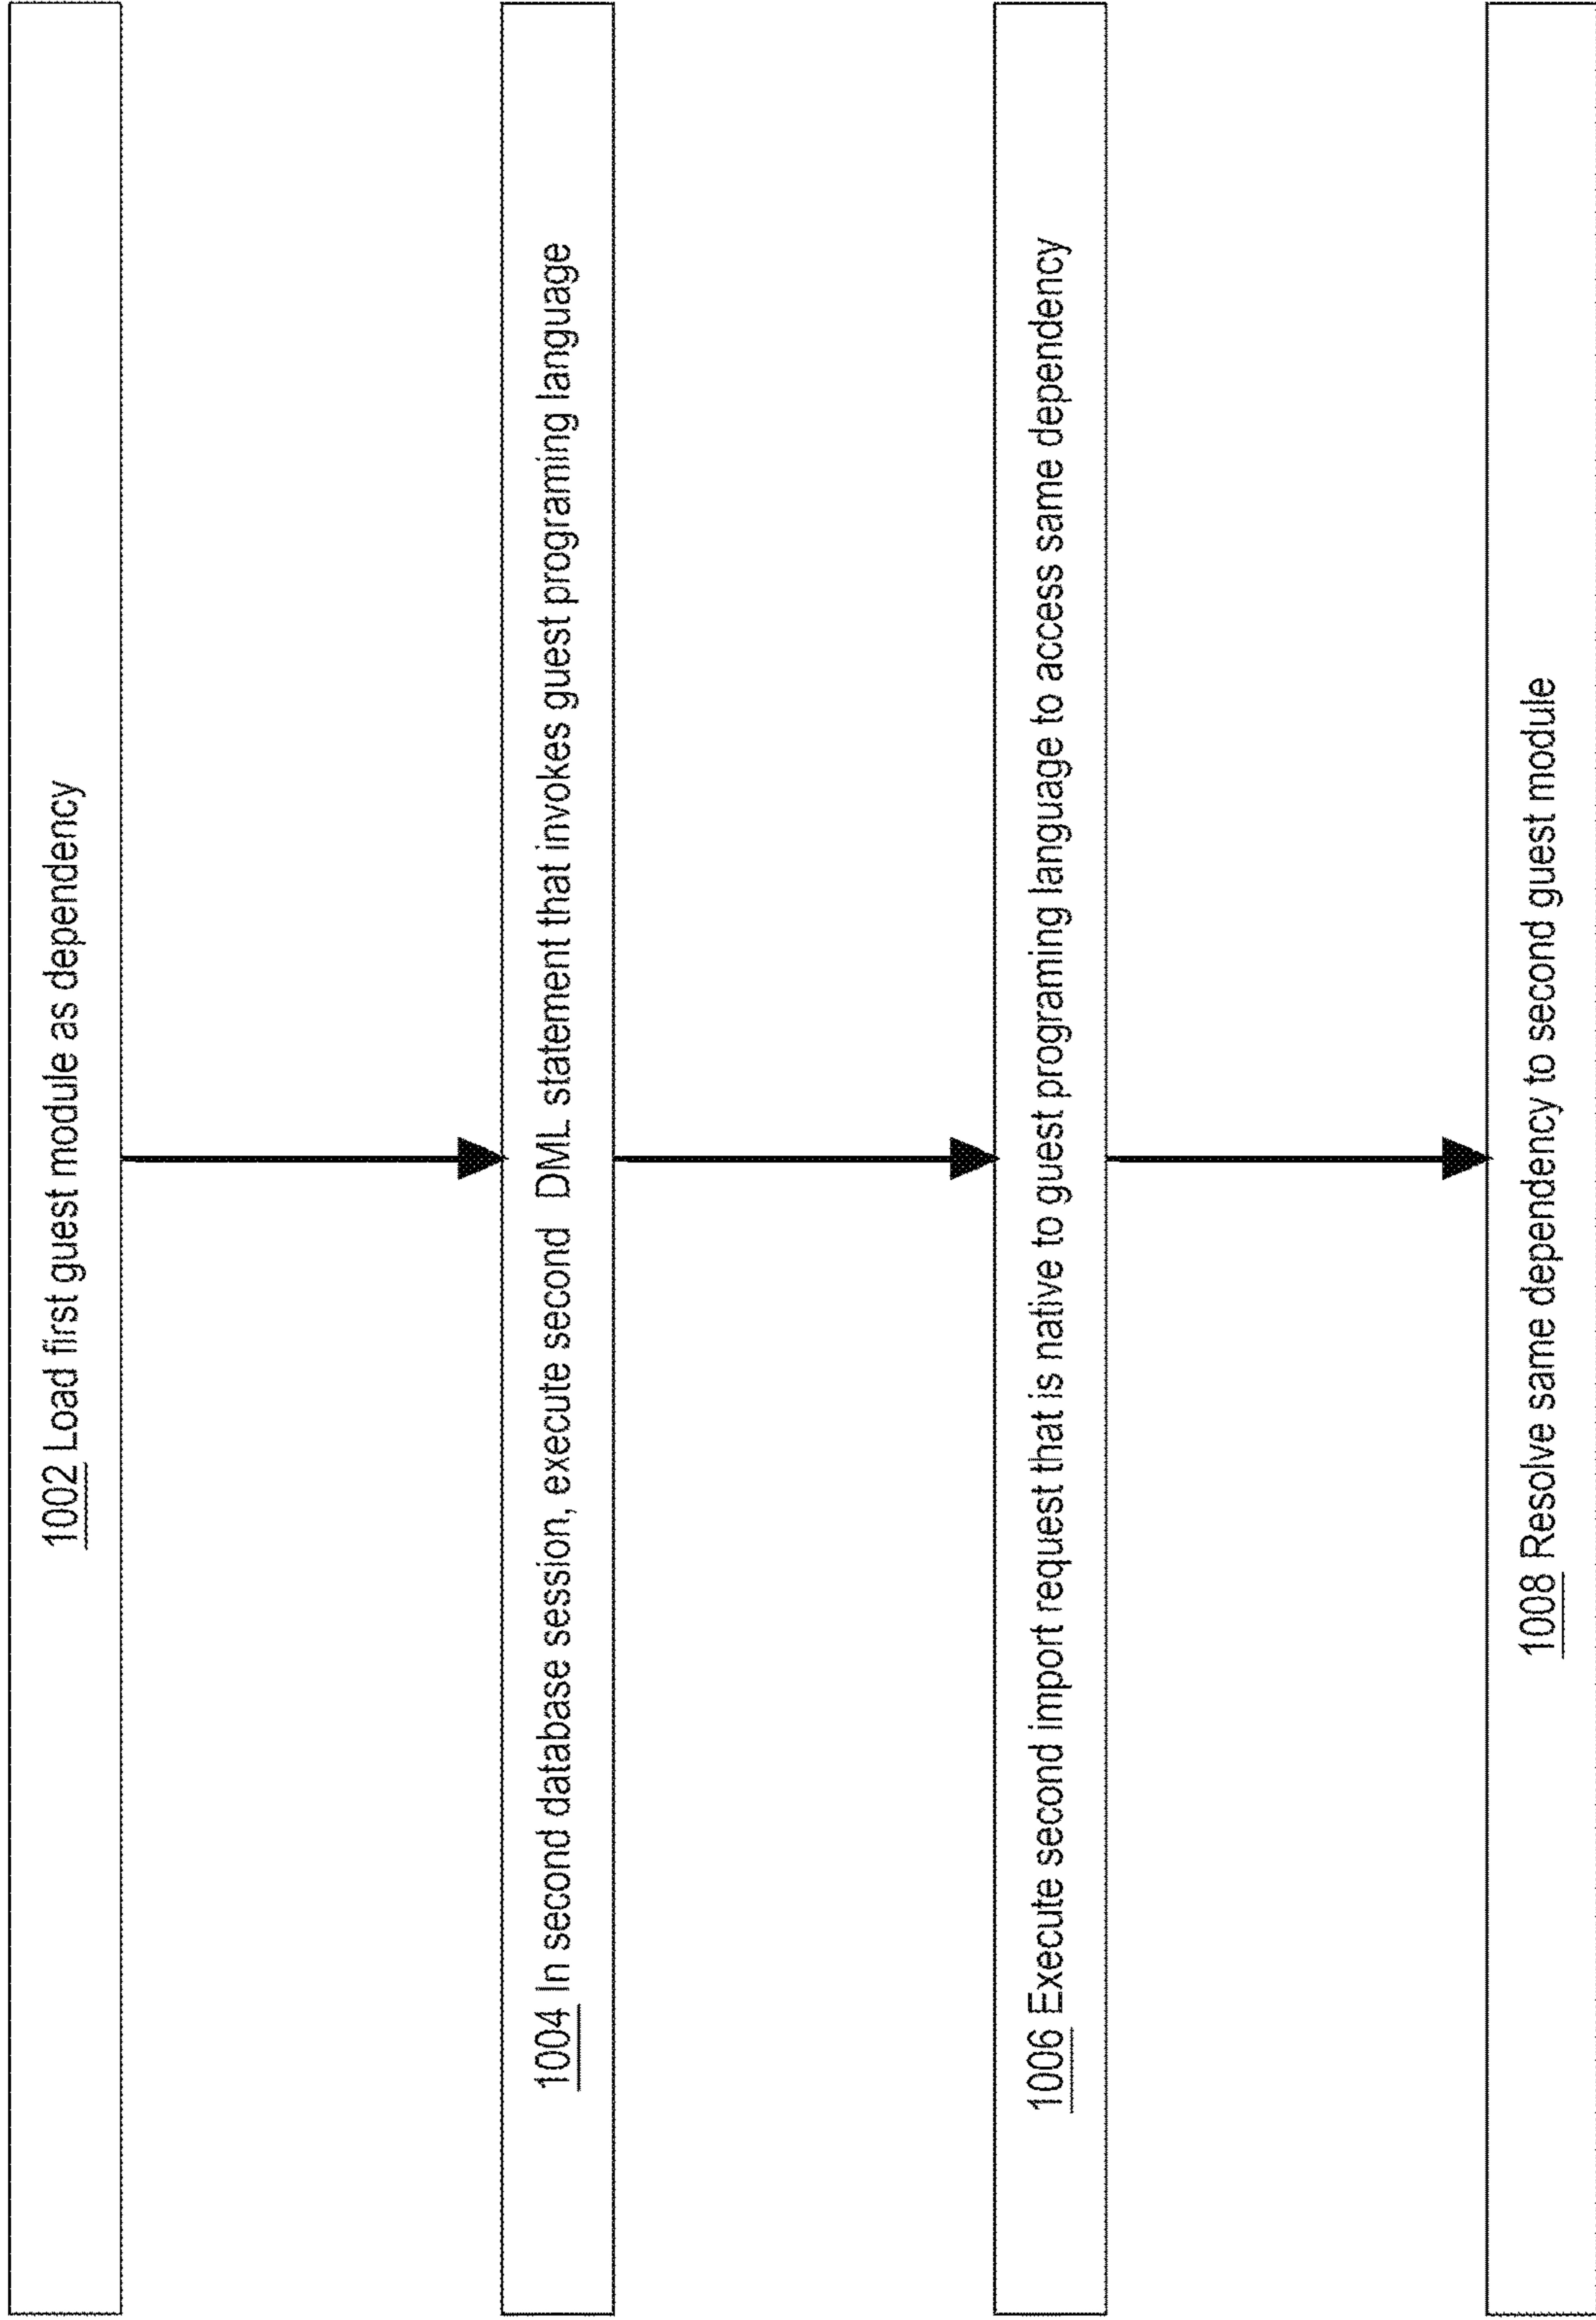 1002 Load first guest module as dependency
1004 In second database session, execute second DML statement that invokes guest programing language
1006 Execute second import request that is native to guest programing language to access same dependency
1008 Resolve same dependency to second guest module